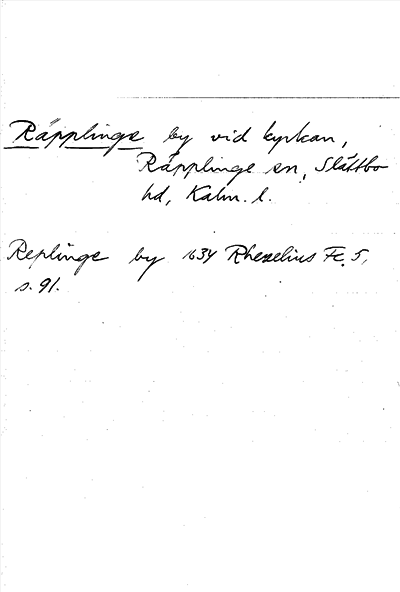 Räpplinge by vid kyrkan,
Räpplinge sn, Slättbo
hd, Kalm. l.
Replinge by 1634 Rhezelius Fc. 5,
s. 91.